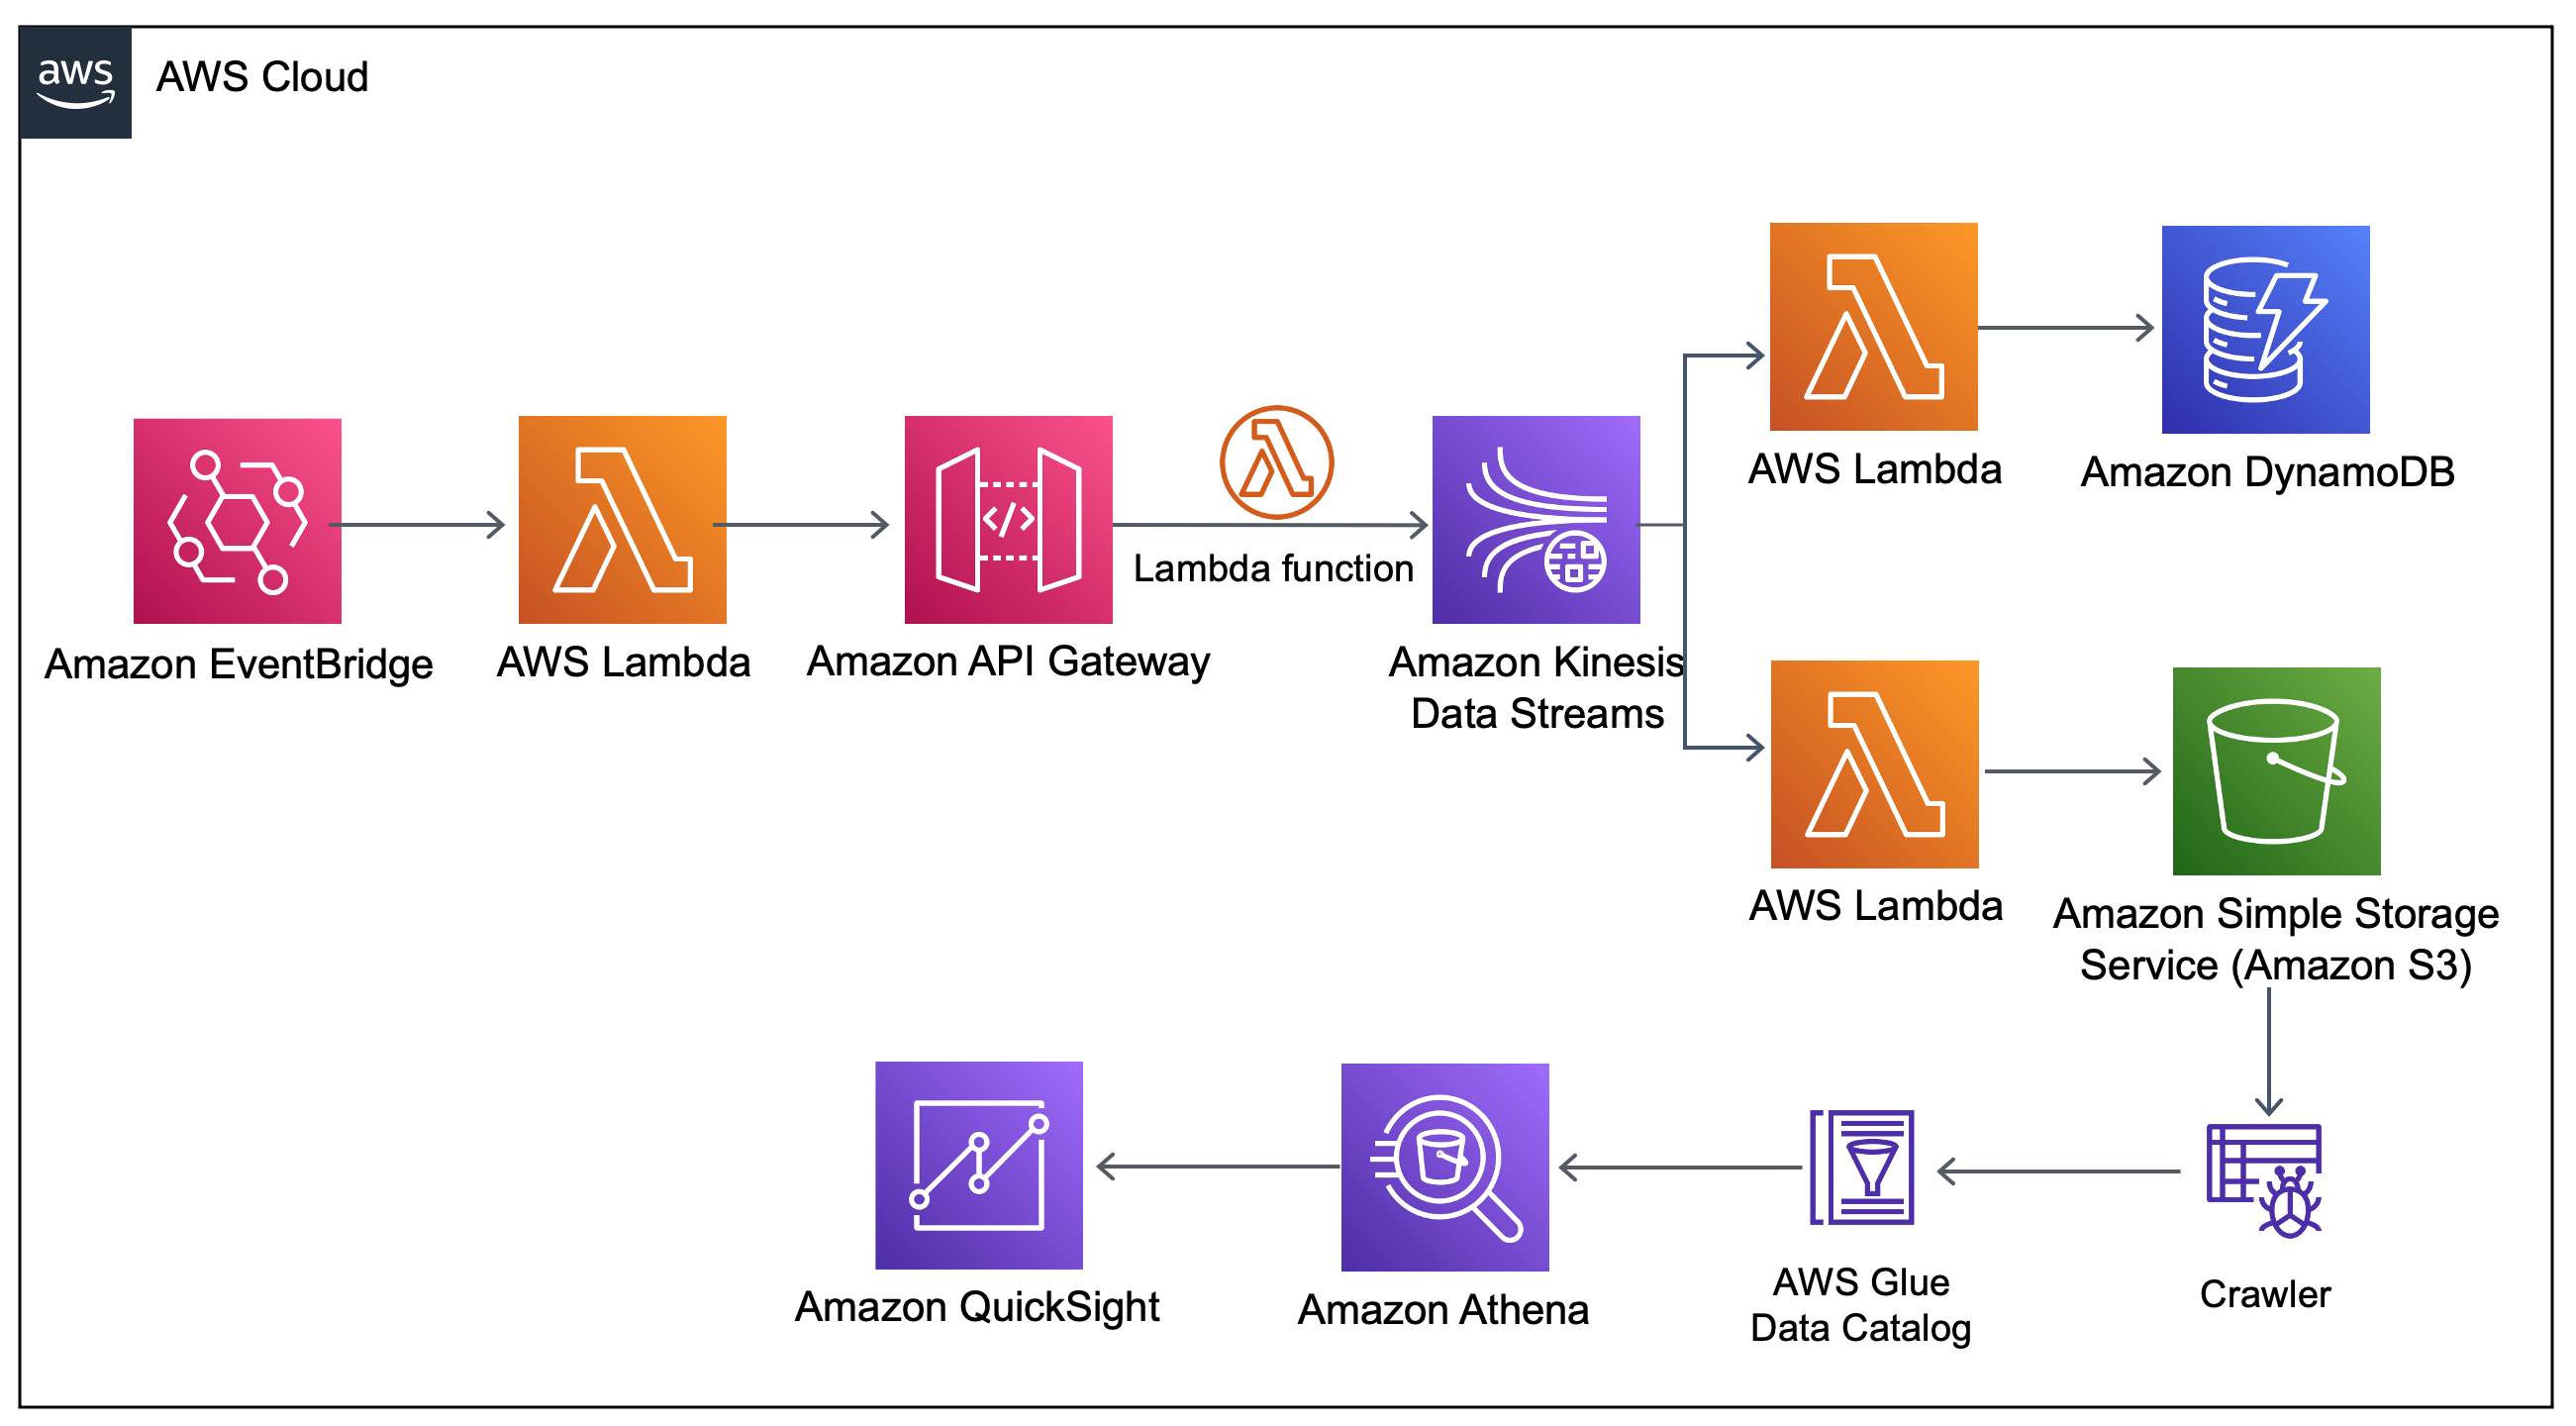 aws
AWS Cloud
Amazon EventBridge
AWS Lambda
Amazon API Gateway
</>
Lambda function
Amazon Kinesis
Data Streams
AWS Lambda
Amazon DynamoDB
AWS Lambda
Amazon Simple Storage
Service (Amazon S3)
Amazon QuickSight
Amazon Athena
AWS Glue
Data Catalog
Crawler